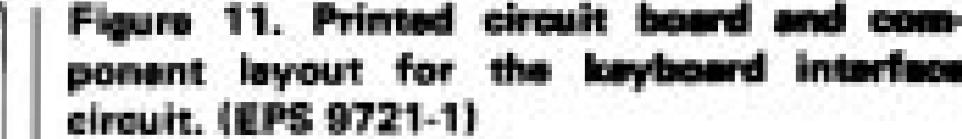 Figure 11. Printed circuit board and com-
ponent layout for the keyboard interface
circuit. (EPS 9721-1)